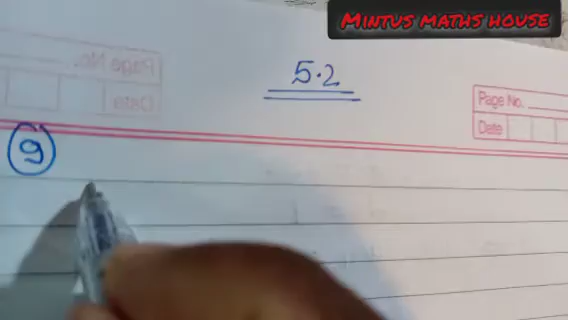 MINTUS MATHS HOUSE
5.2
Page No.
Date
Page No.
Date
9